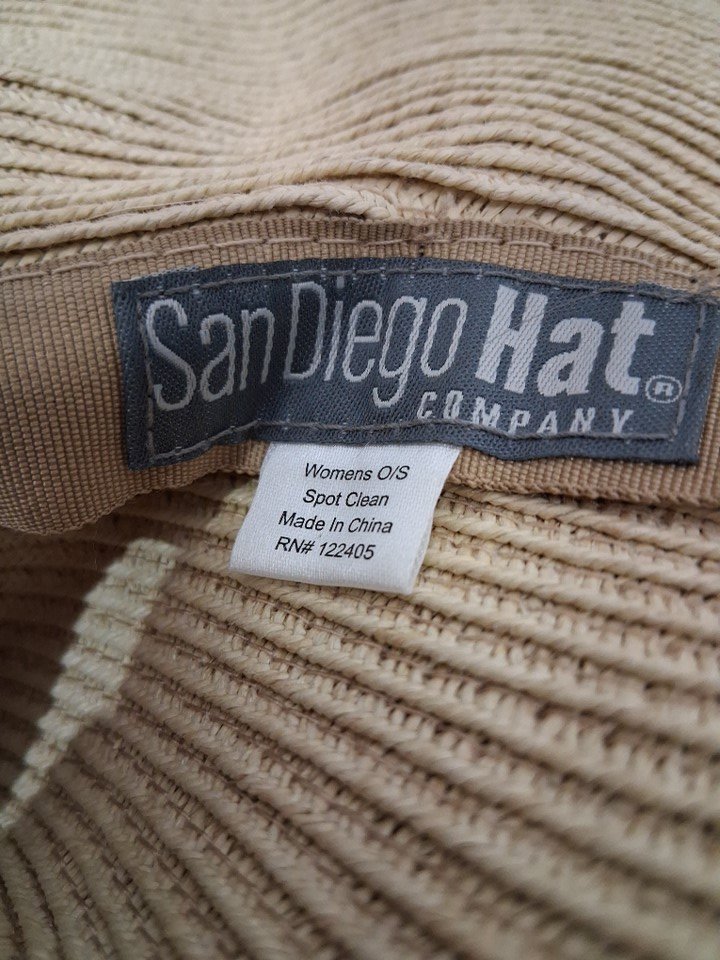 San Diego Hat®
COMPANY
Womens O/S
Spot Clean
Made In China
RN# 122405